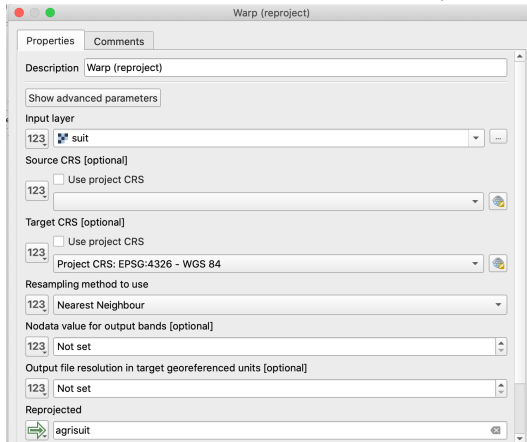 Warp (reproject)
Properties Comments
Description Warp (reproject)
Show advanced parameters
Input layer
123 suit ...
Source CRS [optional]
Use project CRS
123
Target CRS [optional]
Use project CRS
123
Project CRS: EPSG:4326 - WGS 84
Resampling method to use
123 Nearest Neighbour
Nodata value for output bands [optional]
123 Not set
Output file resolution in target georeferenced units [optional]
123 Not set
Reprojected
agrisuit